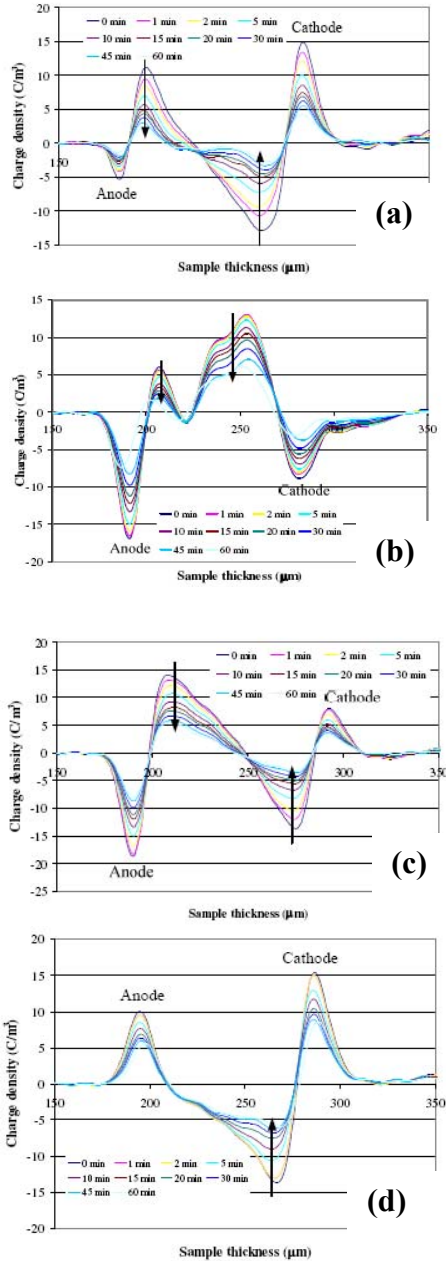 20
15
10
5
0
-5
-10
-15
Charge density (C/m³)
0 min 1 min 2 min 5 min
10 min 15 min 20 min 30 min
45 min 60 min
Cathode
Anode
150 200 250 300 350
Sample thickness (μm)
(a)
15
10
5
0
-5
-10
-15
-20
Charge density (C/m³)
150 200 250 300 350
Cathode
Anode
0 min 1 min 2 min 5 min
10 min 15 min 20 min 30 min
45 min 60 min
Sample thickness (μm)
(b)
20
15
10
5
0
-5
-10
-15
-20
-25
Charge density (C/m³)
0 min 1 min 2 min 5 min
10 min 15 min 20 min 30 min
45 min 60 min
Cathode
150 200 250 300 350
Anode
Sample thickness (μm)
(c)
20
15
10
5
0
-5
-10
-15
-20
Charge density (C/m³)
Anode
Cathode
150 200 250 300 350
0 min 1 min 2 min 5 min
10 min 15 min 20 min 30 min
45 min 60 min
Sample thickness (μm)
(d)